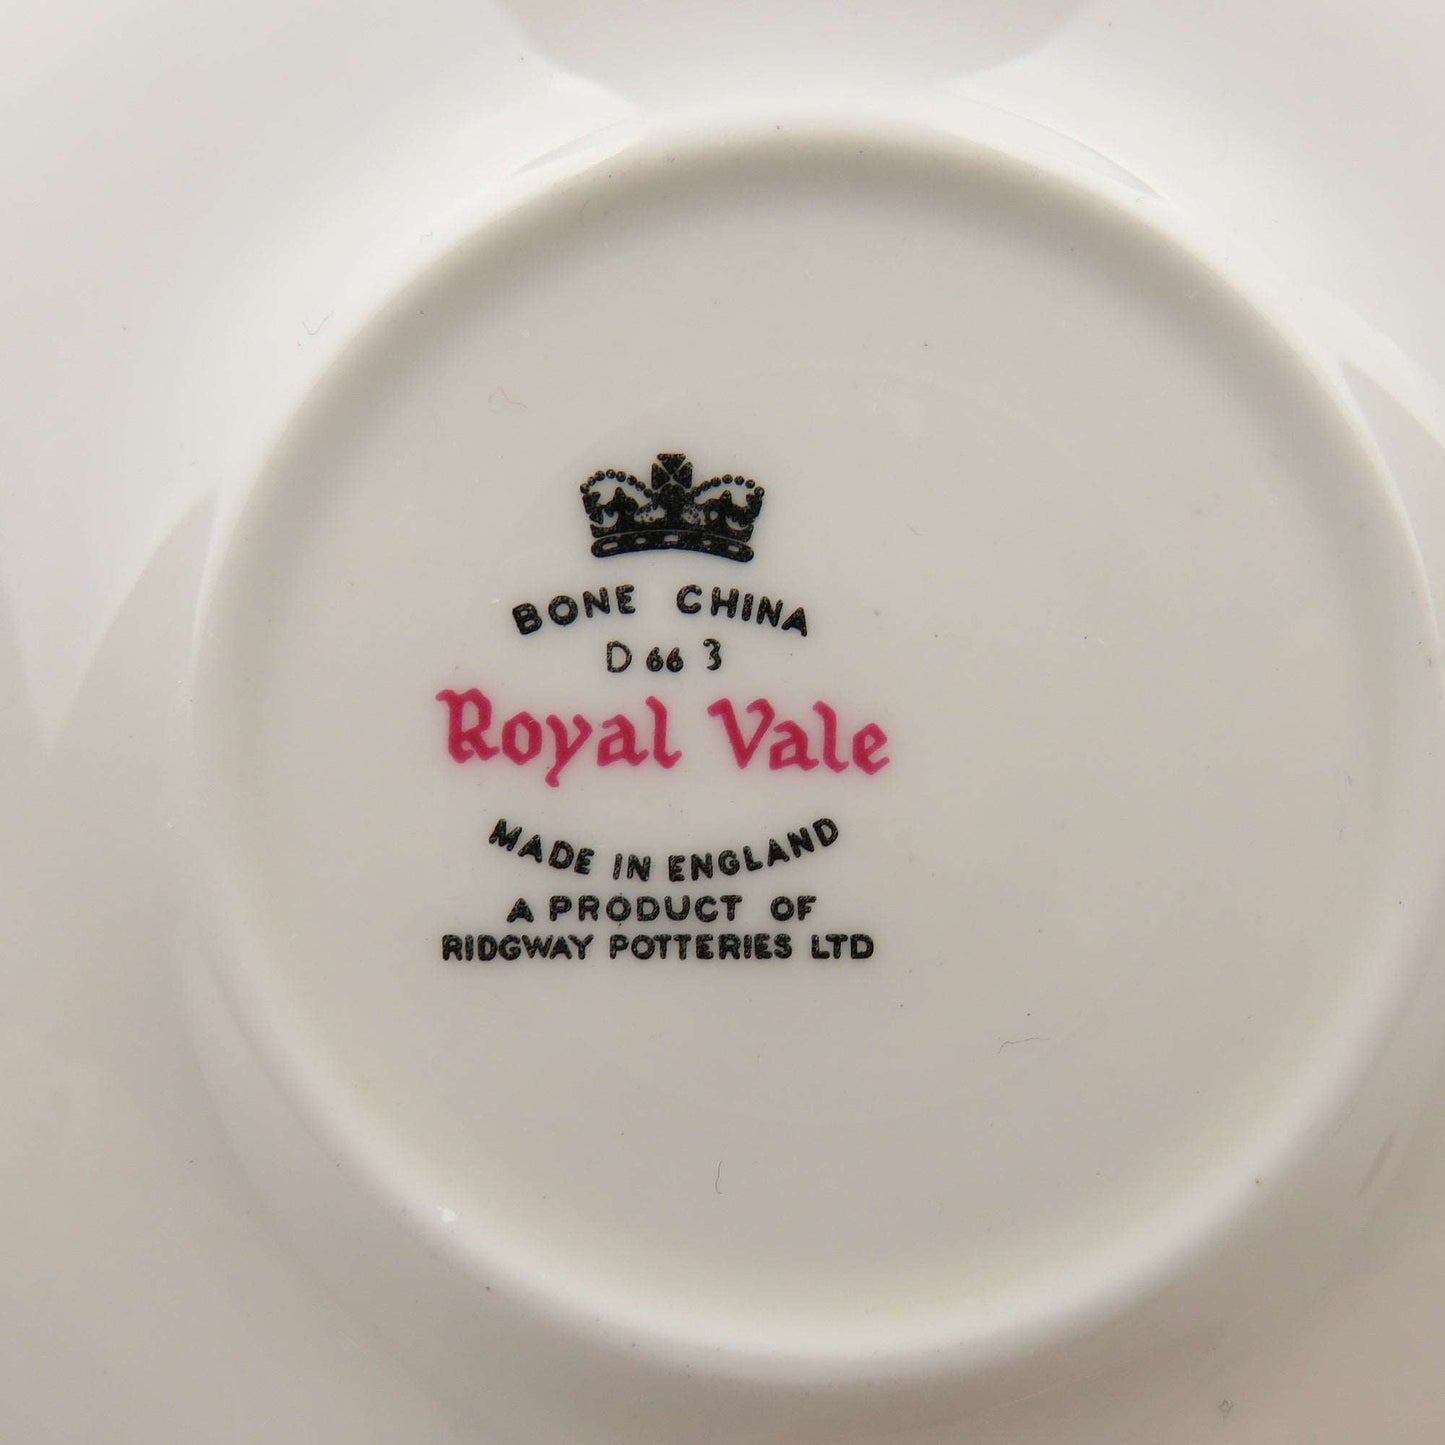 BONE CHINA
D 66 3
Royal Vale
MADE IN ENGLAND
A PRODUCT OF
RIDGWAY POTTERIES LTD